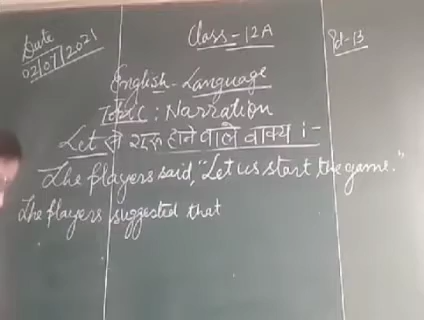 Date
02/07/2021
Class-12A
Pd-13
English-Language
Topic: Narration
Let से शुरू होने वाले वाक्य :-
The players said, "Let us start the game."
The players suggested that